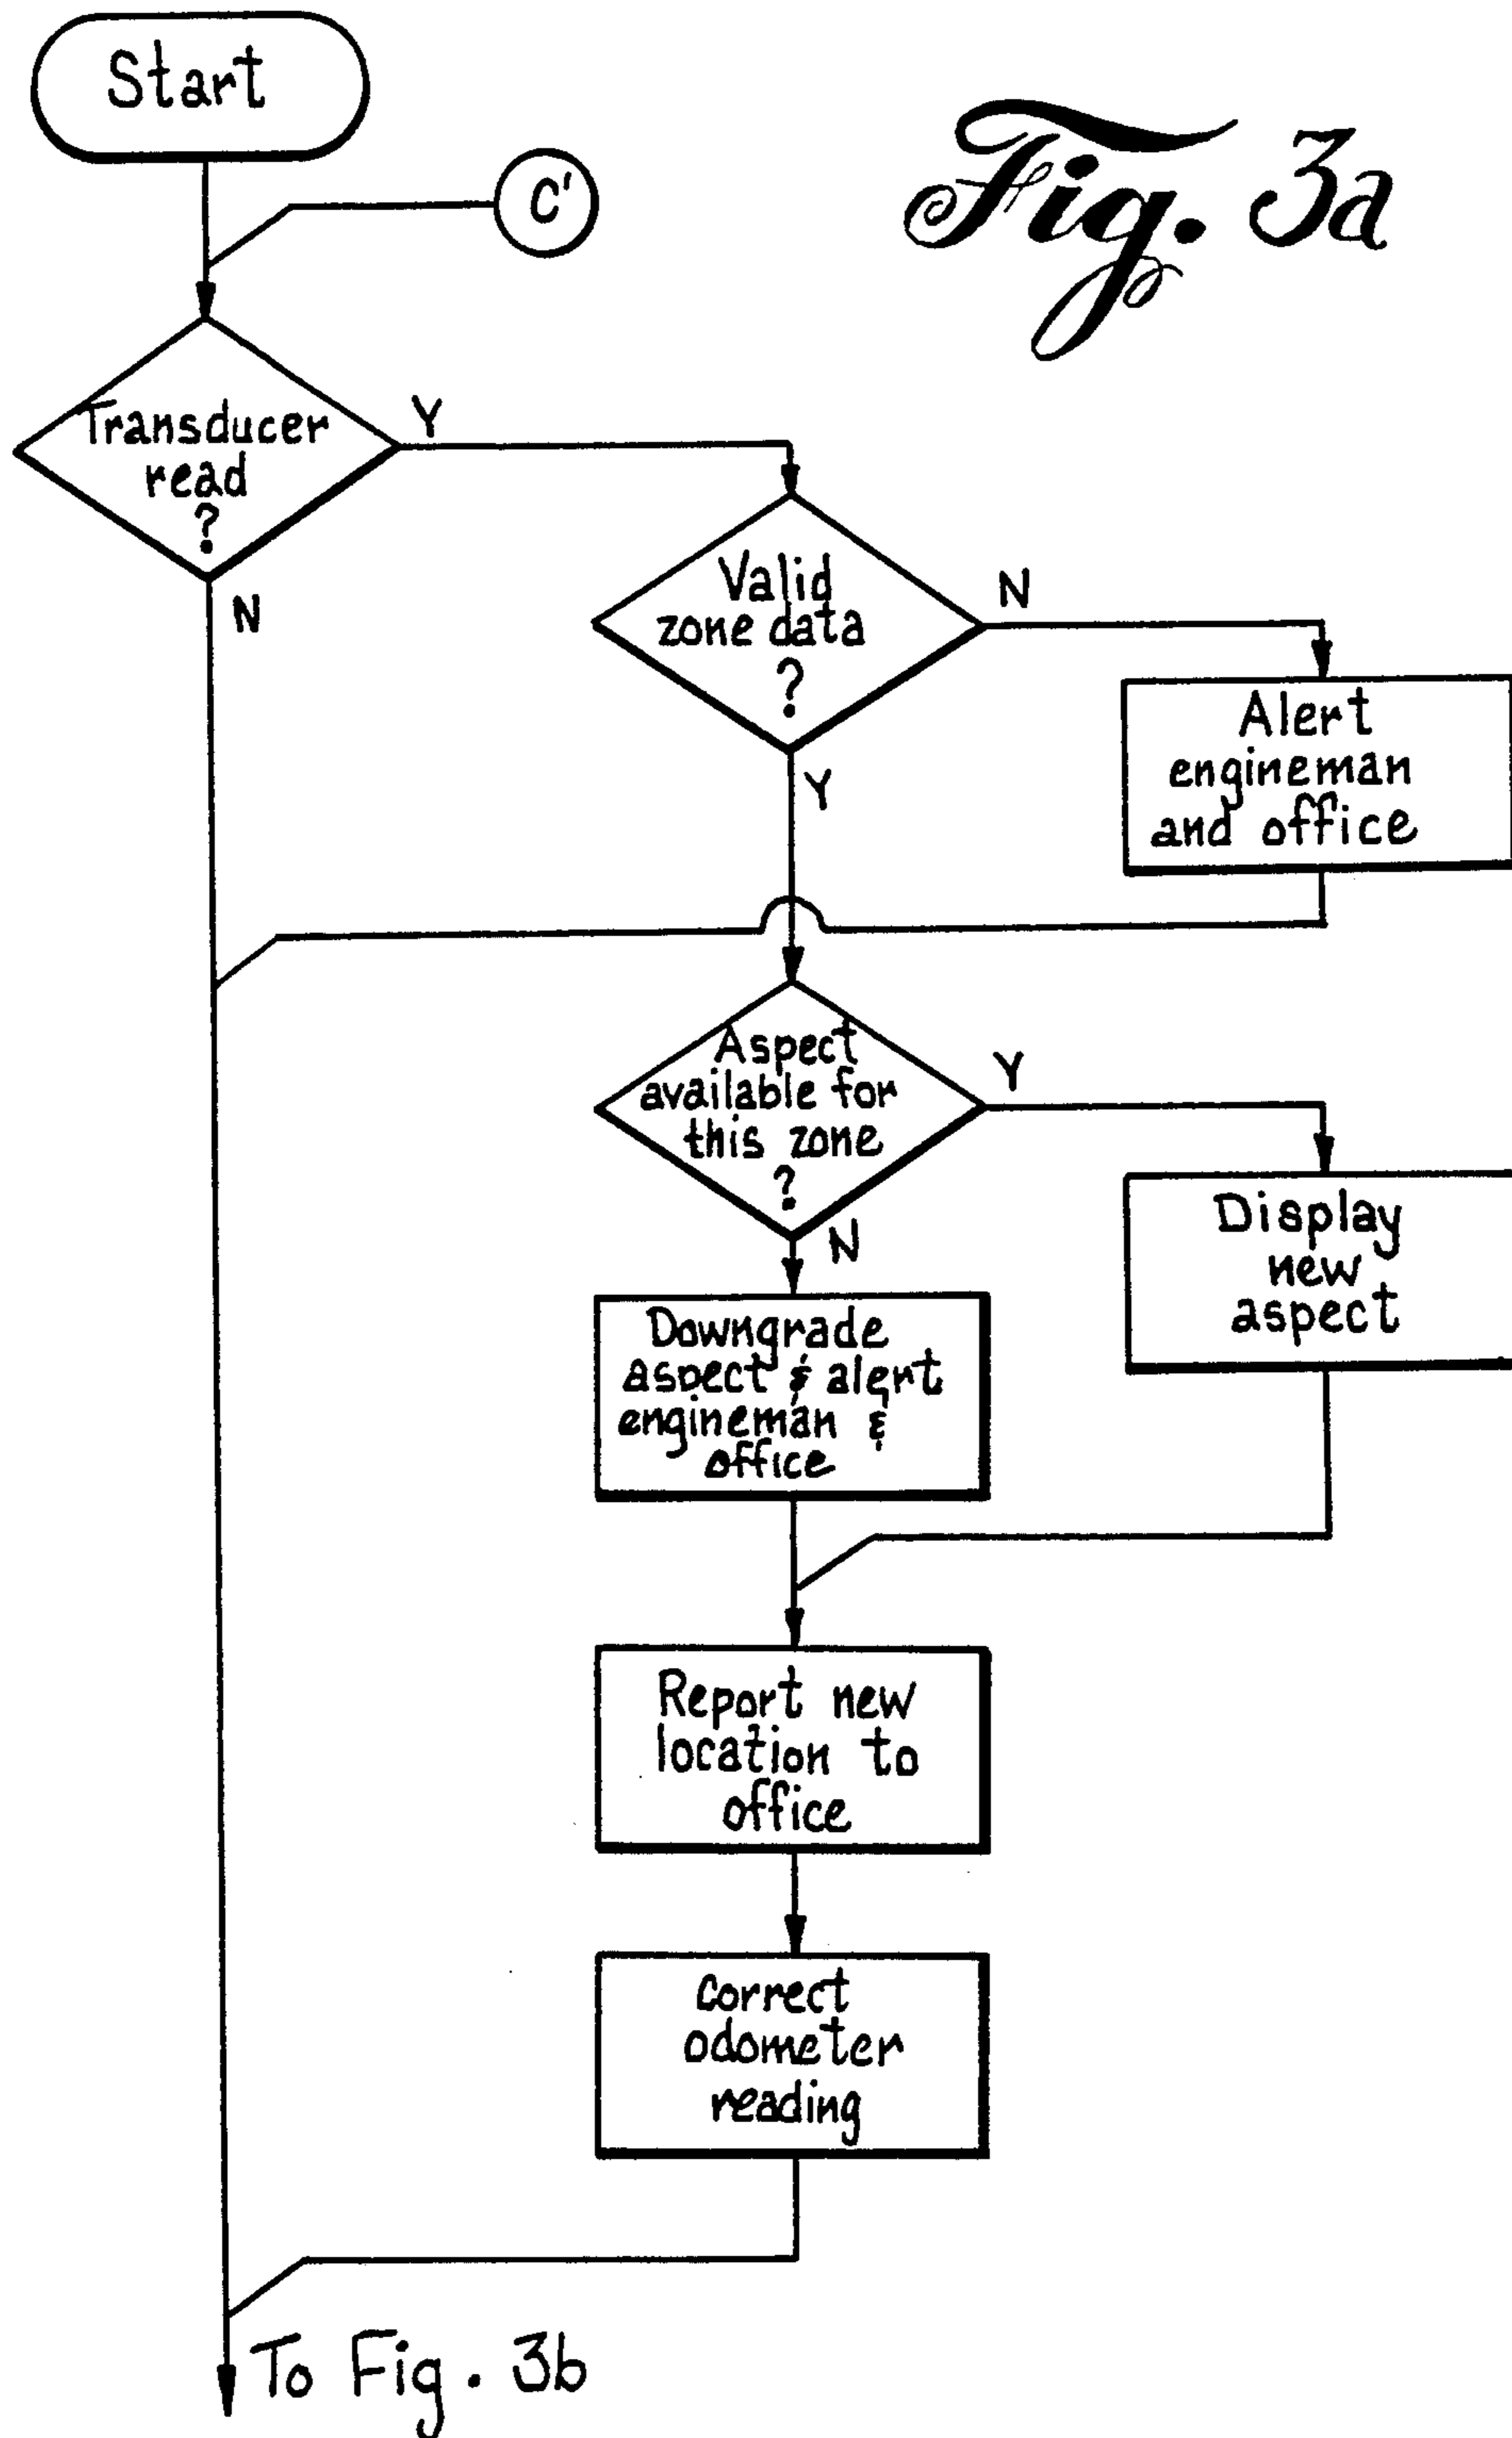 Start
C'
Fig. 3a
Transducer
read
?
Y
N
Valid
zone data
?
N
Y
Alert
engineman
and office
Aspect
available for
this zone
?
Y
N
Display
new
aspect
Downgrade
aspect & alert
engineman &
office
Report new
location to
office
Correct
odometer
reading
To Fig. 3b